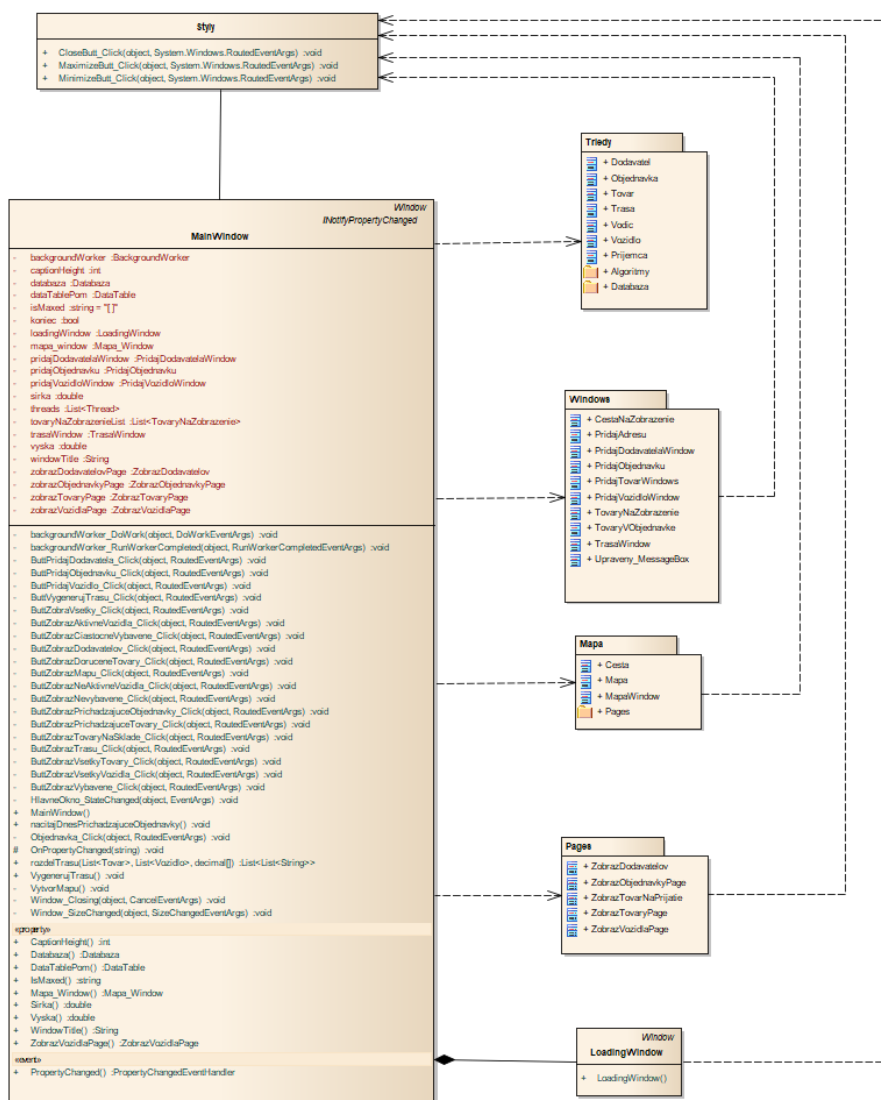 Styly
+ CloseButt_Click(object, System.Windows.RoutedEventArgs) :void
+ MaximizeButt_Click(object, System.Windows.RoutedEventArgs) :void
+ MinimizeButt_Click(object, System.Windows.RoutedEventArgs) :void
Triedy
+ Dodavatel
+ Objednavka
+ Tovar
+ Trasa
+ Vodic
+ Vozidlo
+ Prijemca
+ Algoritmy
+ Databaza
Window
INotifyPropertyChanged
MainWindow
- backgroundWorker :BackgroundWorker
- captionHeight :int
- databaza :Databaza
- dataTablePom :DataTable
- isMaxed :string = "[ ]"
- koniec :bool
- loadingWindow :LoadingWindow
- mapa_window :Mapa_Window
- pridajDodavatelaWindow :PridajDodavatelaWindow
- pridajObjednavku :PridajObjednavku
- pridajVozidloWindow :PridajVozidloWindow
- sirka :double
- threads :List<Thread>
- tovaryNaZobrazenieList :List<TovaryNaZobrazenie>
- trasaWindow :TrasaWindow
- vyska :double
- windowTitle :String
- zobrazDodavatelovPage :ZobrazDodavatelov
- zobrazObjednavkyPage :ZobrazObjednavkyPage
- zobrazTovaryPage :ZobrazTovaryPage
- zobrazVozidlaPage :ZobrazVozidlaPage
- backgroundWorker_DoWork(object, DoWorkEventArgs) :void
- backgroundWorker_RunWorkerCompleted(object, RunWorkerCompletedEventArgs) :void
- ButtPridajDodavatela_Click(object, RoutedEventArgs) :void
- ButtPridajObjednavku_Click(object, RoutedEventArgs) :void
- ButtPridajVozidlo_Click(object, RoutedEventArgs) :void
- ButtVygenerujTrasu_Click(object, RoutedEventArgs) :void
- ButtZobraVsetky_Click(object, RoutedEventArgs) :void
- ButtZobrazAktivneVozidla_Click(object, RoutedEventArgs) :void
- ButtZobrazCiastocneVybavene_Click(object, RoutedEventArgs) :void
- ButtZobrazDodavatelov_Click(object, RoutedEventArgs) :void
- ButtZobrazDoruceneTovary_Click(object, RoutedEventArgs) :void
- ButtZobrazMapu_Click(object, RoutedEventArgs) :void
- ButtZobrazNeAktivneVozidla_Click(object, RoutedEventArgs) :void
- ButtZobrazNevybavene_Click(object, RoutedEventArgs) :void
- ButtZobrazPrichadzajuceObjednavky_Click(object, RoutedEventArgs) :void
- ButtZobrazPrichadzajuceTovary_Click(object, RoutedEventArgs) :void
- ButtZobrazTovaryNaSklade_Click(object, RoutedEventArgs) :void
- ButtZobrazTrasu_Click(object, RoutedEventArgs) :void
- ButtZobrazVsetkyTovary_Click(object, RoutedEventArgs) :void
- ButtZobrazVsetkyVozidla_Click(object, RoutedEventArgs) :void
- ButtZobrazVybavene_Click(object, RoutedEventArgs) :void
- HlavneOkno_StateChanged(object, EventArgs) :void
+ MainWindow()
+ nacitajDnesPrichadzajuceObjednavky() :void
- Objednavka_Click(object, RoutedEventArgs) :void
# OnPropertyChanged(string) :void
+ rozdelTrasu(List<Tovar>, List<Vozidlo>, decimal[]) :List<List<String>>
+ VygenerujTrasu() :void
- VytvorMapu() :void
- Window_Closing(object, CancelEventArgs) :void
- Window_SizeChanged(object, SizeChangedEventArgs) :void
«property»
+ CaptionHeight() :int
+ Databaza() :Databaza
+ DataTablePom() :DataTable
+ IsMaxed() :string
+ Mapa_Window() :Mapa_Window
+ Sirka() :double
+ Vyska() :double
+ WindowTitle() :String
+ ZobrazVozidlaPage() :ZobrazVozidlaPage
«event»
+ PropertyChanged() :PropertyChangedEventHandler
Windows
+ CestaNaZobrazenie
+ PridajAdresu
+ PridajDodavatelaWindow
+ PridajObjednavku
+ PridajTovarWindows
+ PridajVozidloWindow
+ TovaryNaZobrazenie
+ TovaryVObjednavke
+ TrasaWindow
+ Upraveny_MessageBox
Mapa
+ Cesta
+ Mapa
+ MapaWindow
+ Pages
Pages
+ ZobrazDodavatelov
+ ZobrazObjednavkyPage
+ ZobrazTovarNaPrijatie
+ ZobrazTovaryPage
+ ZobrazVozidlaPage
Window
LoadingWindow
+ LoadingWindow()